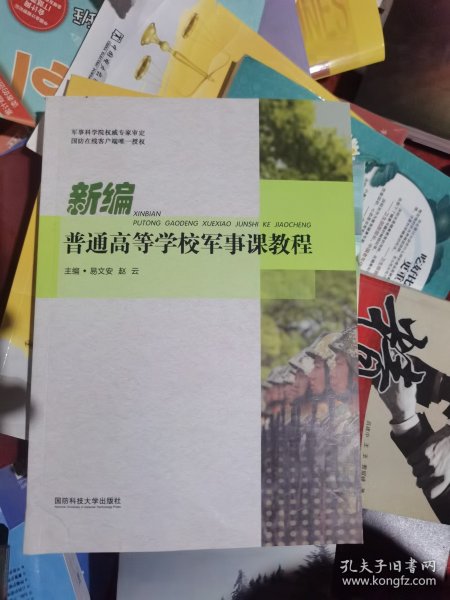 军事科学院权威专家审定
国防在线客户端唯一授权
新编
XINBIAN
PUTONG GAODENG XUEXIAO JUNSHI KE JIAOCHENG
普通高等学校军事课教程
主编·易文安 赵 云
国防科技大学出版社
孔夫子旧书网
www.kongfz.com